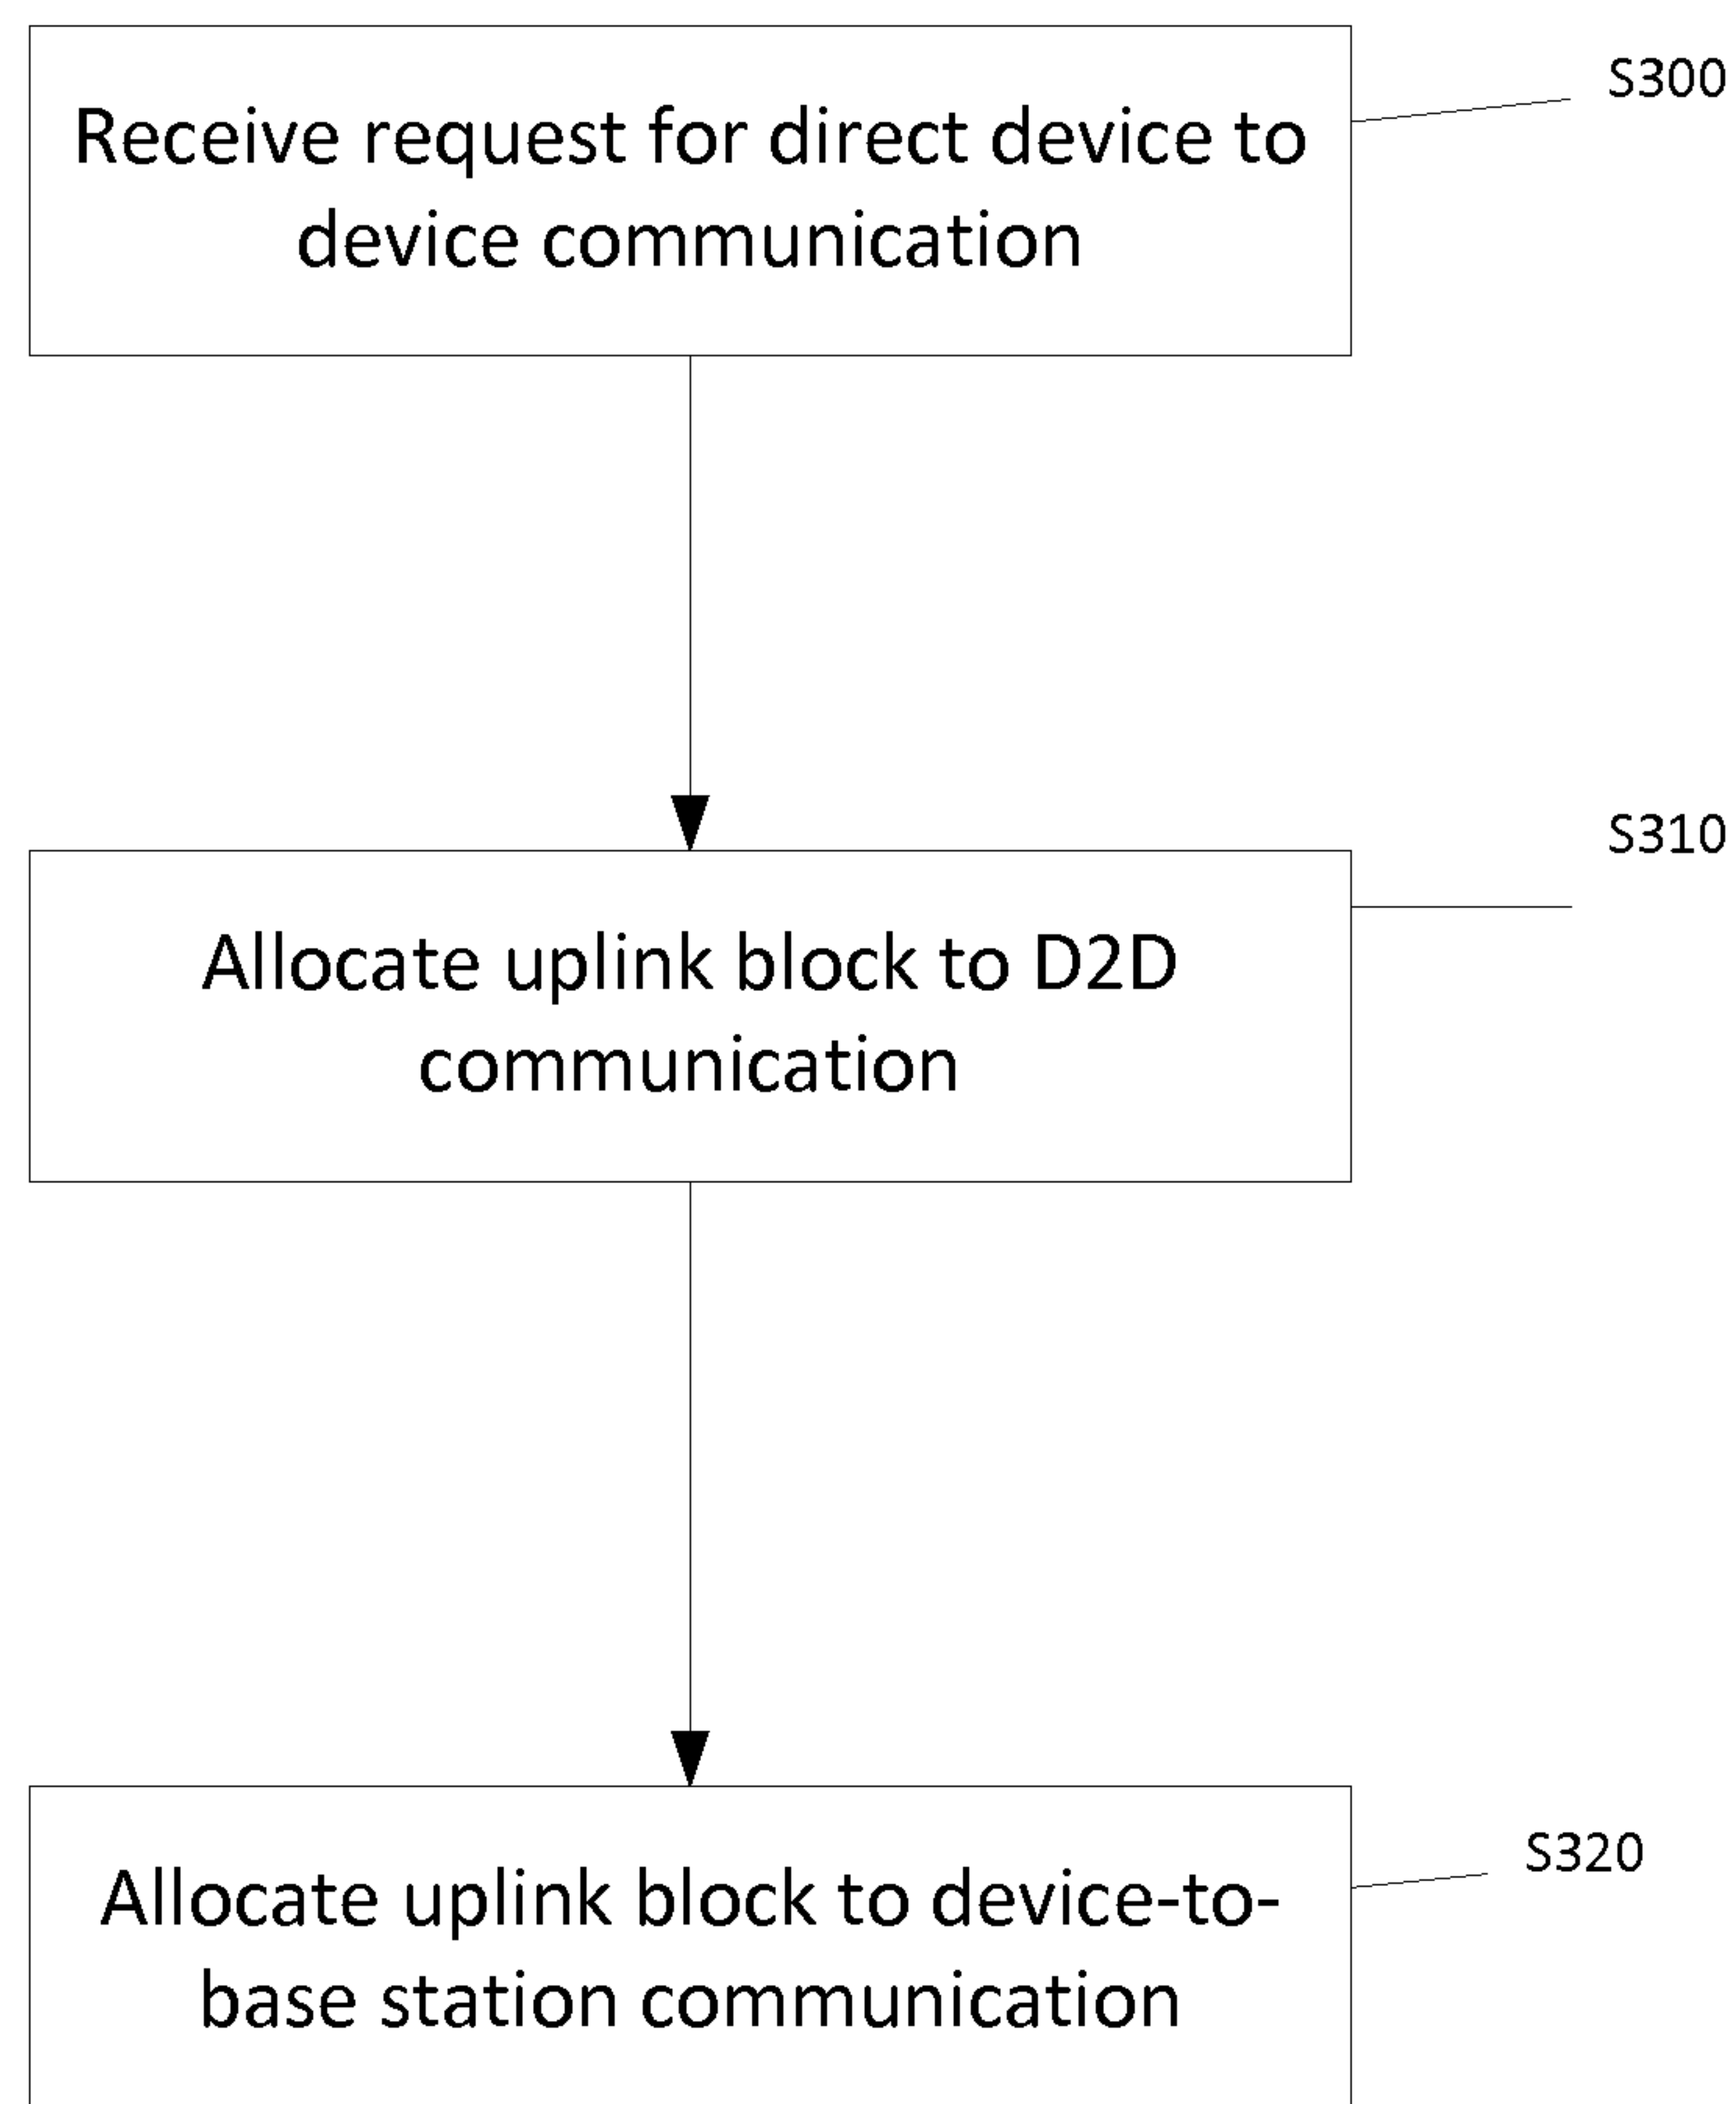 S300
Receive request for direct device to
device communication
S310
Allocate uplink block to D2D
communication
S320
Allocate uplink block to device-to-
base station communication